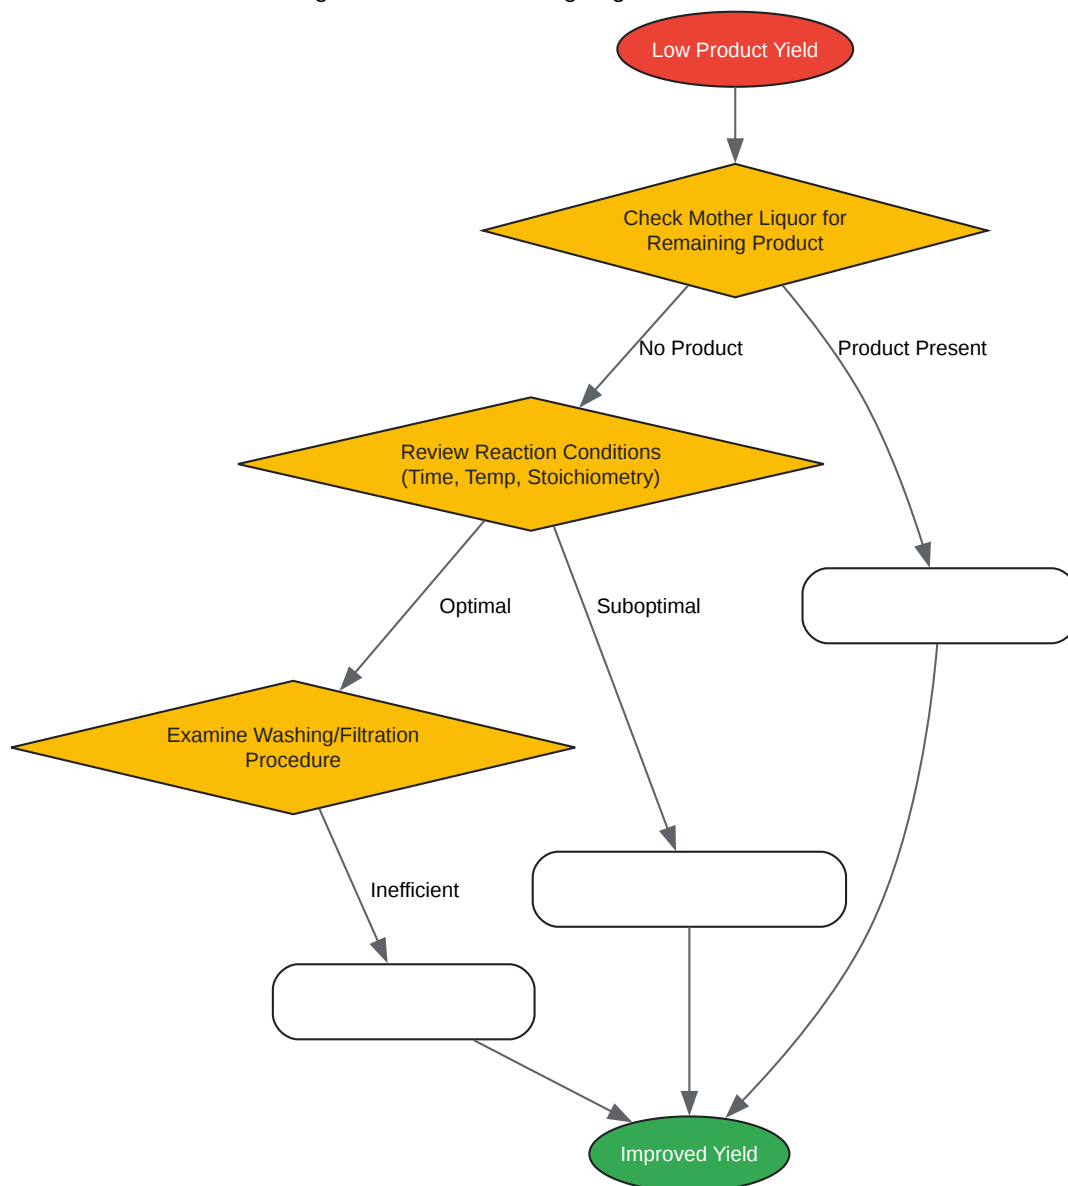 Low Product Yield
Check Mother Liquor for
Remaining Product
No Product
Product Present
Review Reaction Conditions
(Time, Temp, Stoichiometry)
Optimal
Suboptimal
Examine Washing/Filtration
Procedure
Inefficient
Improved Yield